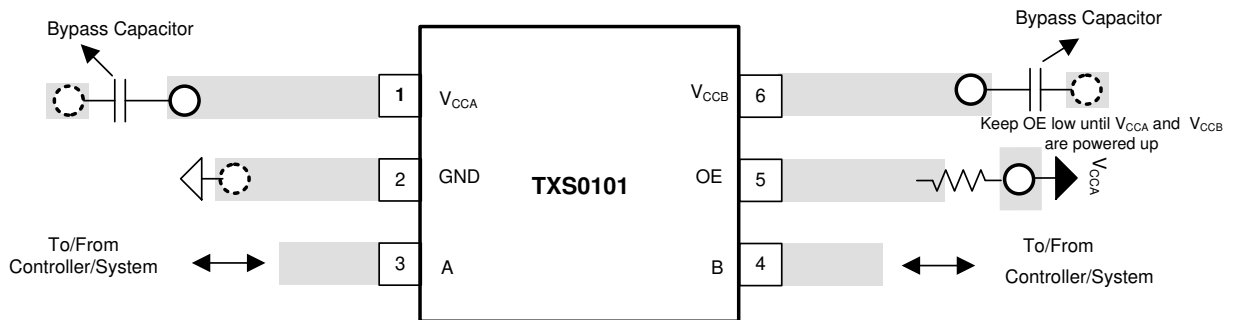 Bypass Capacitor
Bypass Capacitor
1
VCCA
VCCB
6
Keep OE low until VCCA and VCCB
are powered up
2
GND
TXS0101
OE
5
VCCA
To/From
Controller/System
3
A
B
4
To/From
Controller/System